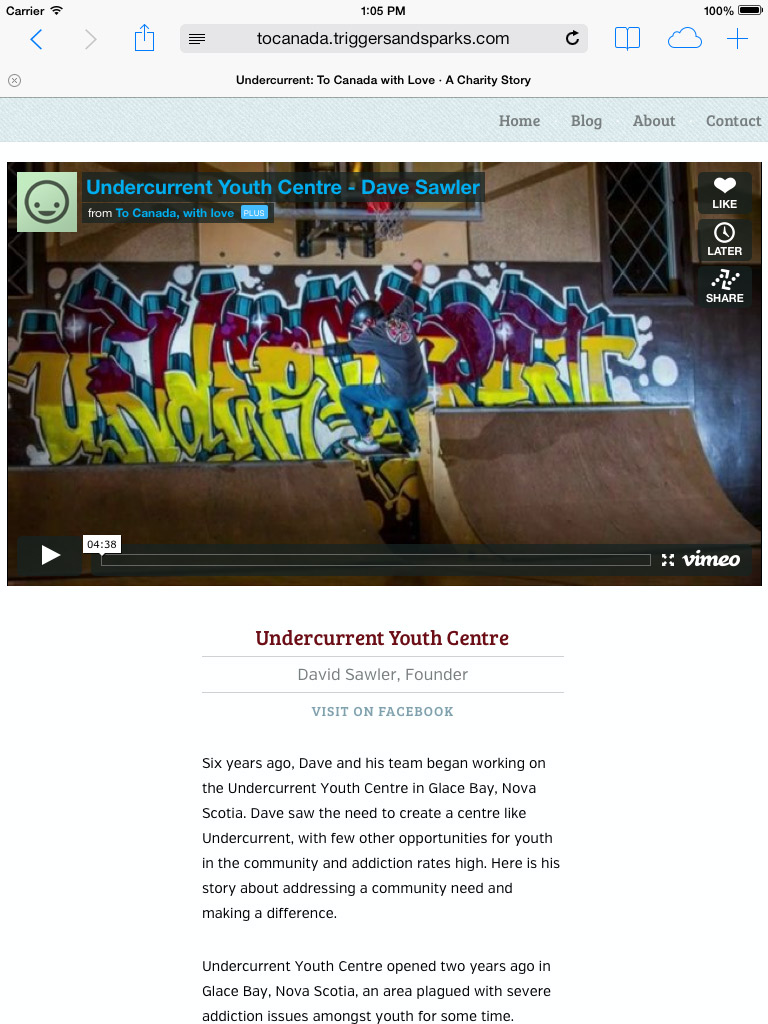 Carrier 1:05 PM 100%
tocanada.triggersandsparks.com
Undercurrent: To Canada with Love · A Charity Story
Home Blog About Contact
Undercurrent Youth Centre - Dave Sawler
from To Canada, with love PLUS
LIKE
LATER
SHARE
UNDERCURRENT
04:38
vimeo
Undercurrent Youth Centre
David Sawler, Founder
VISIT ON FACEBOOK
Six years ago, Dave and his team began working on
the Undercurrent Youth Centre in Glace Bay, Nova
Scotia. Dave saw the need to create a centre like
Undercurrent, with few other opportunities for youth
in the community and addiction rates high. Here is his
story about addressing a community need and
making a difference.
Undercurrent Youth Centre opened two years ago in
Glace Bay, Nova Scotia, an area plagued with severe
addiction issues amongst youth for some time.